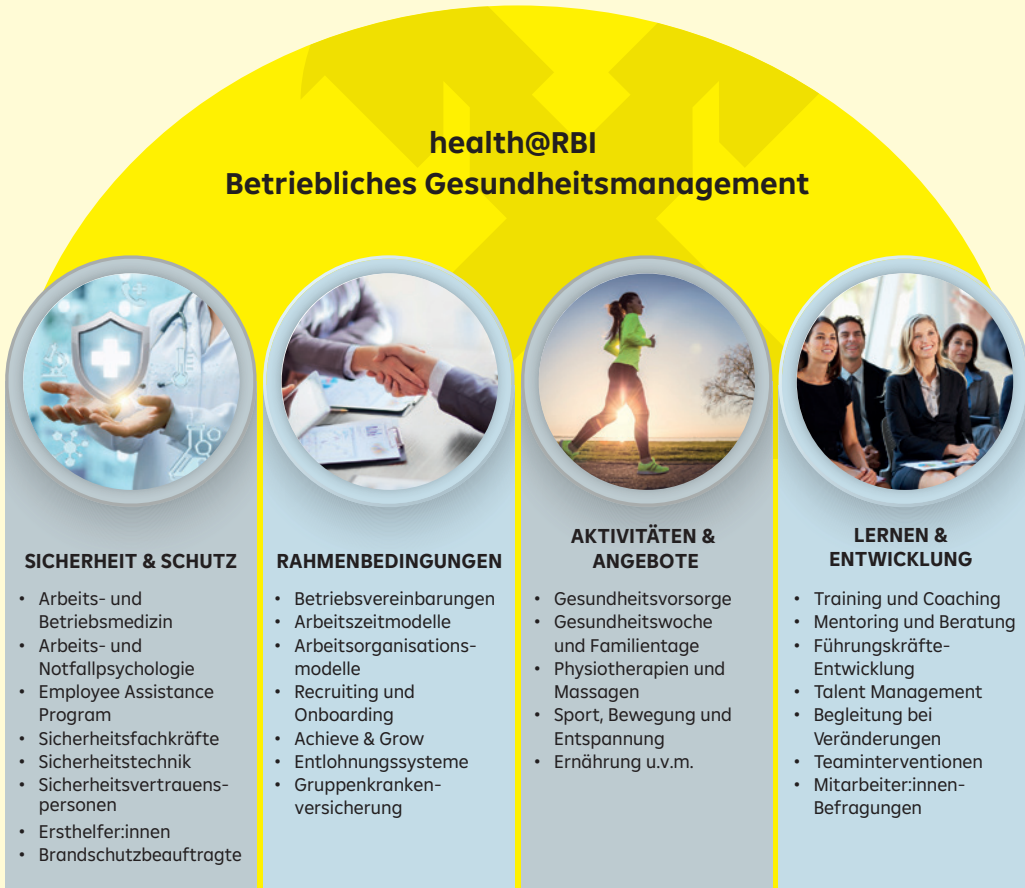 health@RBI
Betriebliches Gesundheitsmanagement
SICHERHEIT & SCHUTZ
• Arbeits- und
Betriebsmedizin
• Arbeits- und
Notfallpsychologie
• Employee Assistance
Program
• Sicherheitsfachkräfte
• Sicherheitstechnik
• Sicherheitsvertrauens-
personen
• Ersthelfer:innen
• Brandschutzbeauftragte
RAHMENBEDINGUNGEN
• Betriebsvereinbarungen
• Arbeitszeitmodelle
• Arbeitsorganisations-
modelle
• Recruiting und
Onboarding
• Achieve & Grow
• Entlohnungssysteme
• Gruppenkranken-
versicherung
AKTIVITÄTEN &
ANGEBOTE
• Gesundheitsvorsorge
• Gesundheitswoche
und Familientage
• Physiotherapien und
Massagen
• Sport, Bewegung und
Entspannung
• Ernährung u.v.m.
LERNEN &
ENTWICKLUNG
• Training und Coaching
• Mentoring und Beratung
• Führungskräfte-
Entwicklung
• Talent Management
• Begleitung bei
Veränderungen
• Teaminterventionen
• Mitarbeiter:innen-
Befragungen